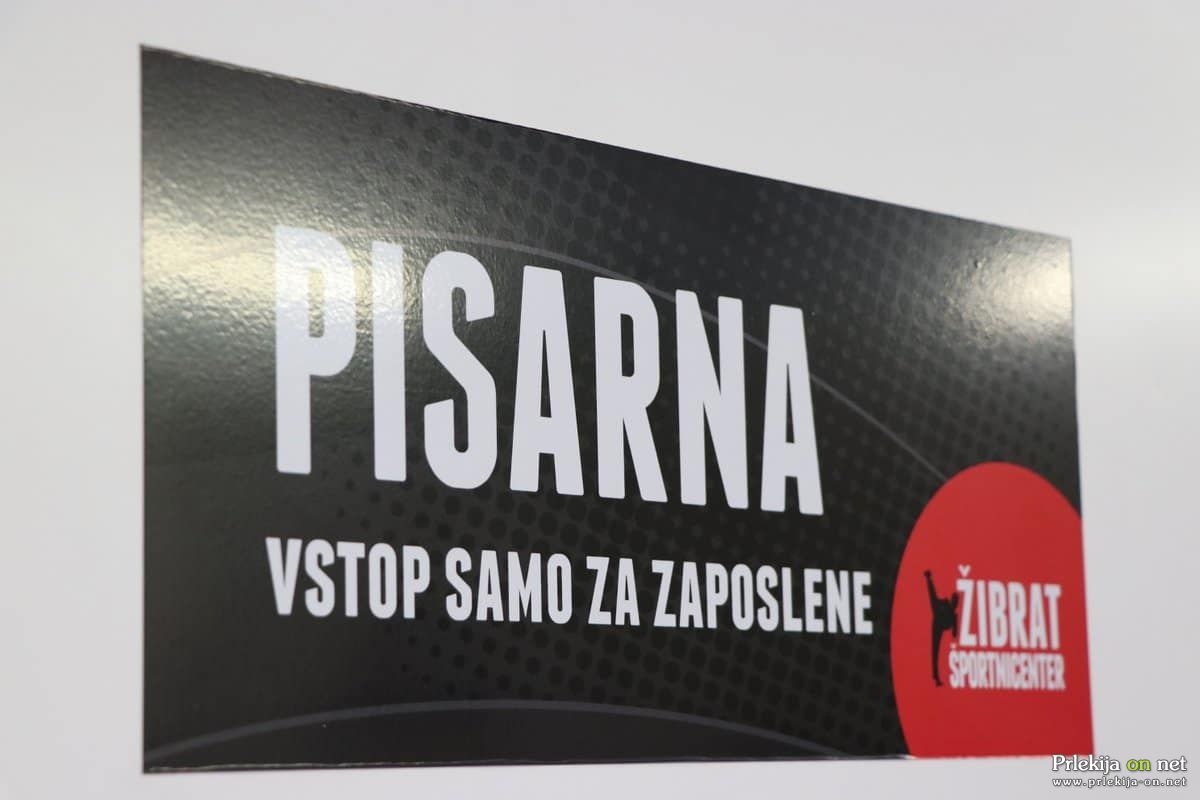 PISARNA
VSTOP SAMO ZA ZAPOSLENE
ŽIBRAT
ŠPORTNICENTER
Prlekija on net
www.prlekija-on.net